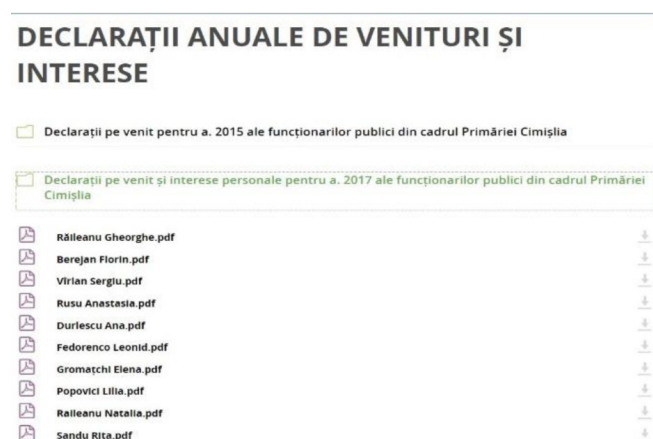 DECLARAȚII ANUALE DE VENITURI ȘI
INTERESE
Declarații pe venit pentru a. 2015 ale funcționarilor publici din cadrul Primăriei Cimișlia
Declarații pe venit și interese personale pentru a. 2017 ale funcționarilor publici din cadrul Primăriei
Cimișlia
Răileanu Gheorghe.pdf
Berejan Florin.pdf
Vîrlan Sergiu.pdf
Rusu Anastasia.pdf
Durlescu Ana.pdf
Fedorenco Leonid.pdf
Gromațchi Elena.pdf
Popovici Lilia.pdf
Raileanu Natalia.pdf
Sandu Rita.pdf